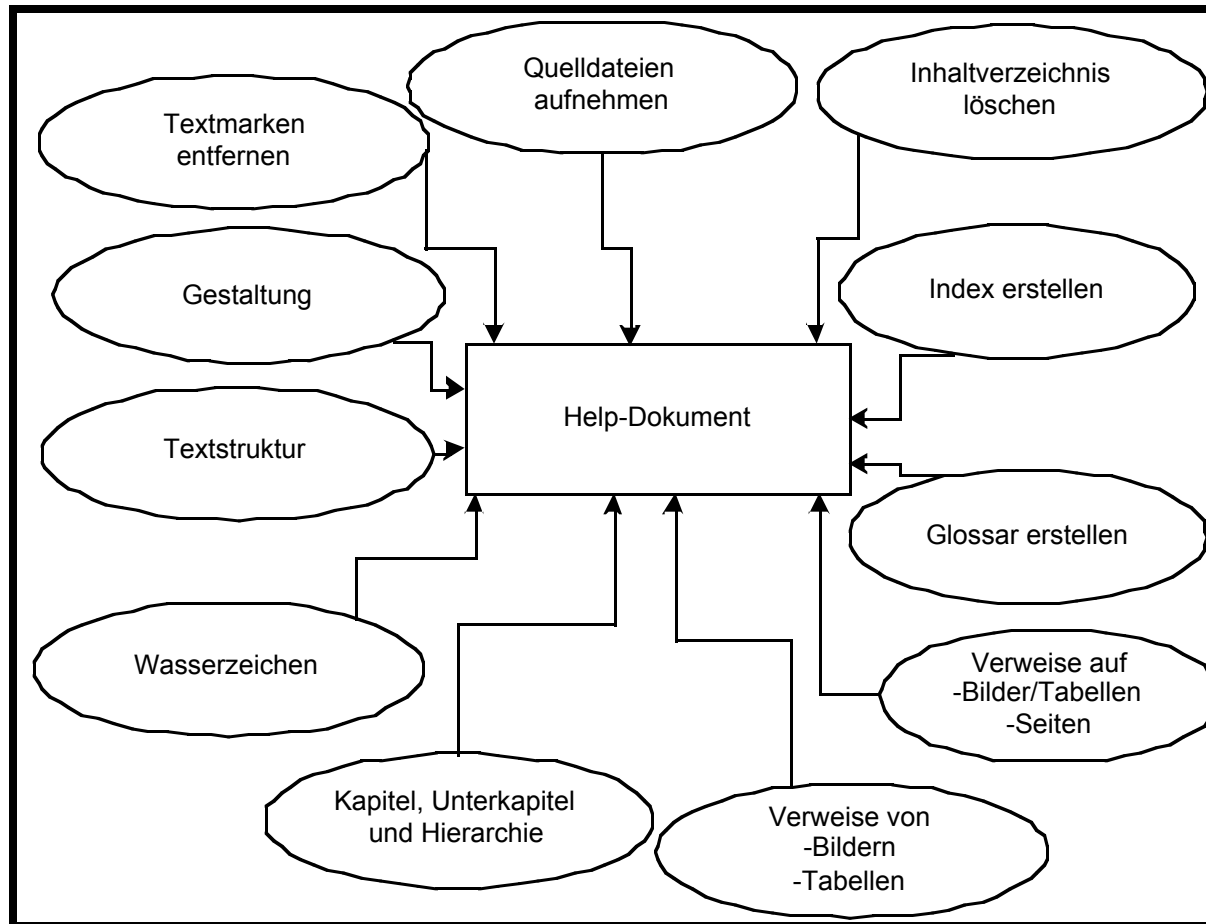 Quelldateien
aufnehmen
Inhaltverzeichnis
löschen
Textmarken
entfernen
Gestaltung
Index erstellen
Help-Dokument
Textstruktur
Glossar erstellen
Wasserzeichen
Verweise auf
-Bilder/Tabellen
-Seiten
Kapitel, Unterkapitel
und Hierarchie
Verweise von
-Bildern
-Tabellen